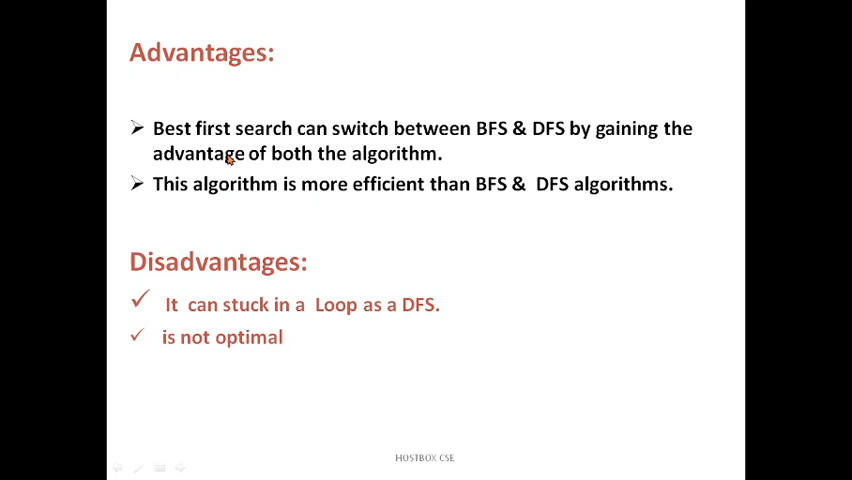 Advantages:
Best first search can switch between BFS & DFS by gaining the
advantage of both the algorithm.
This algorithm is more efficient than BFS & DFS algorithms.
Disadvantages:
It can stuck in a Loop as a DFS.
is not optimal
HOSTBOX CSE